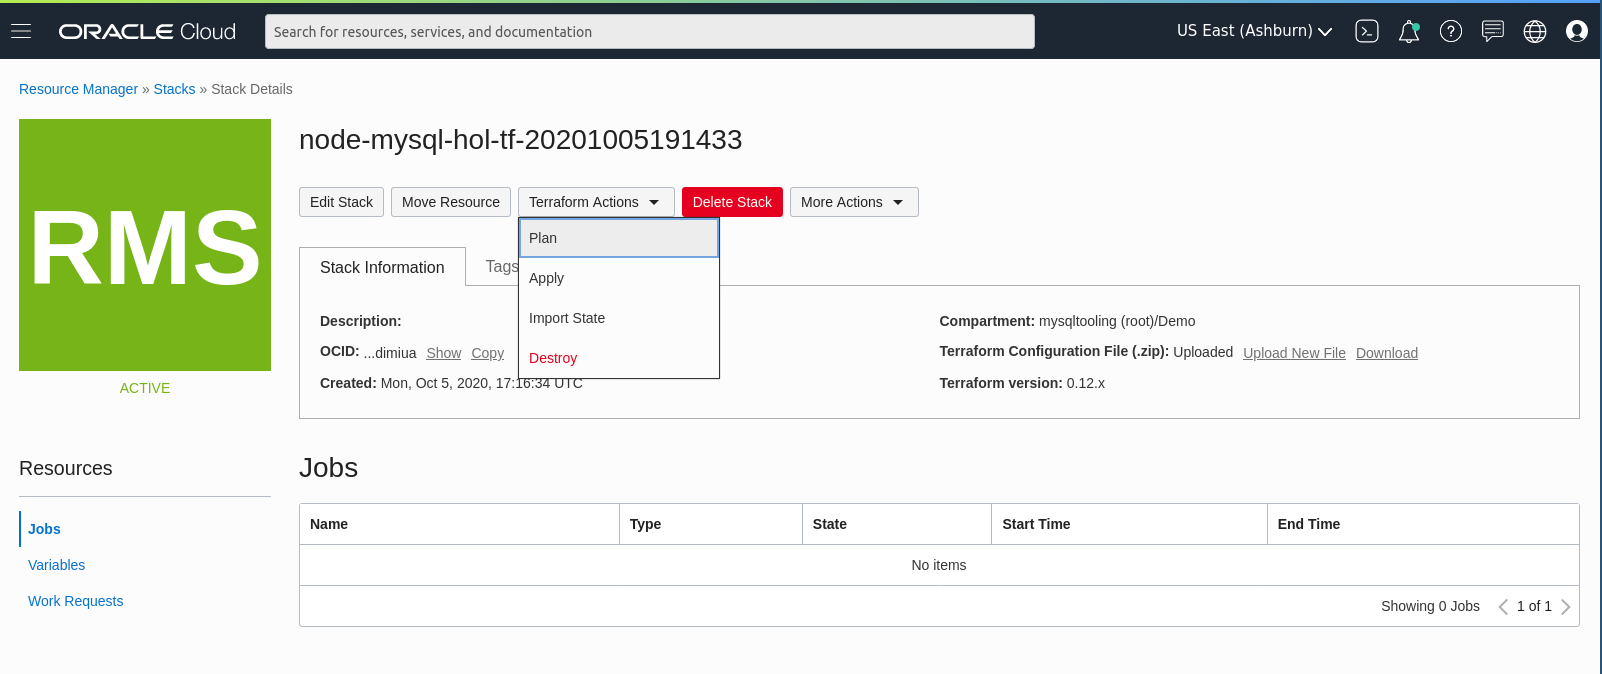 ORACLE Cloud
Search for resources, services, and documentation
US East (Ashburn)
Resource Manager » Stacks » Stack Details
RMS
ACTIVE
node-mysql-hol-tf-20201005191433
Edit Stack
Move Resource
Terraform Actions
Delete Stack
More Actions
Plan
Apply
Import State
Destroy
Stack Information
Tags
Description:
OCID: ...dimiua Show Copy
Created: Mon, Oct 5, 2020, 17:16:34 UTC
Compartment: mysqltooling (root)/Demo
Terraform Configuration File (.zip): Uploaded Upload New File Download
Terraform version: 0.12.x
Resources
Jobs
Variables
Work Requests
Jobs
Name Type State Start Time End Time
No items
Showing 0 Jobs 1 of 1